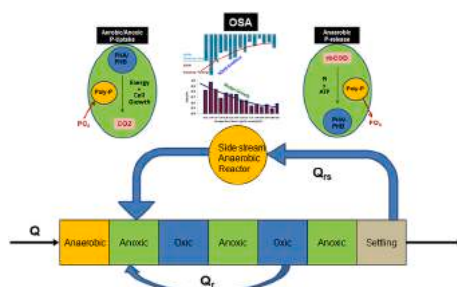 Aerobic/Anoxic
P-Uptake
OSA
Anaerobic
P-release
PHA/
PHB
Energy
+
Cell
Growth
Poly-P
PO₄
CO2
rbCOD
Pi
+
ATP
Poly-P
PHA/
PHB
PO₄
Side stream
Anaerobic
Reactor
Qrs
Q
Anaerobic
Anoxic
Oxic
Anoxic
Oxic
Anoxic
Settling
Qr